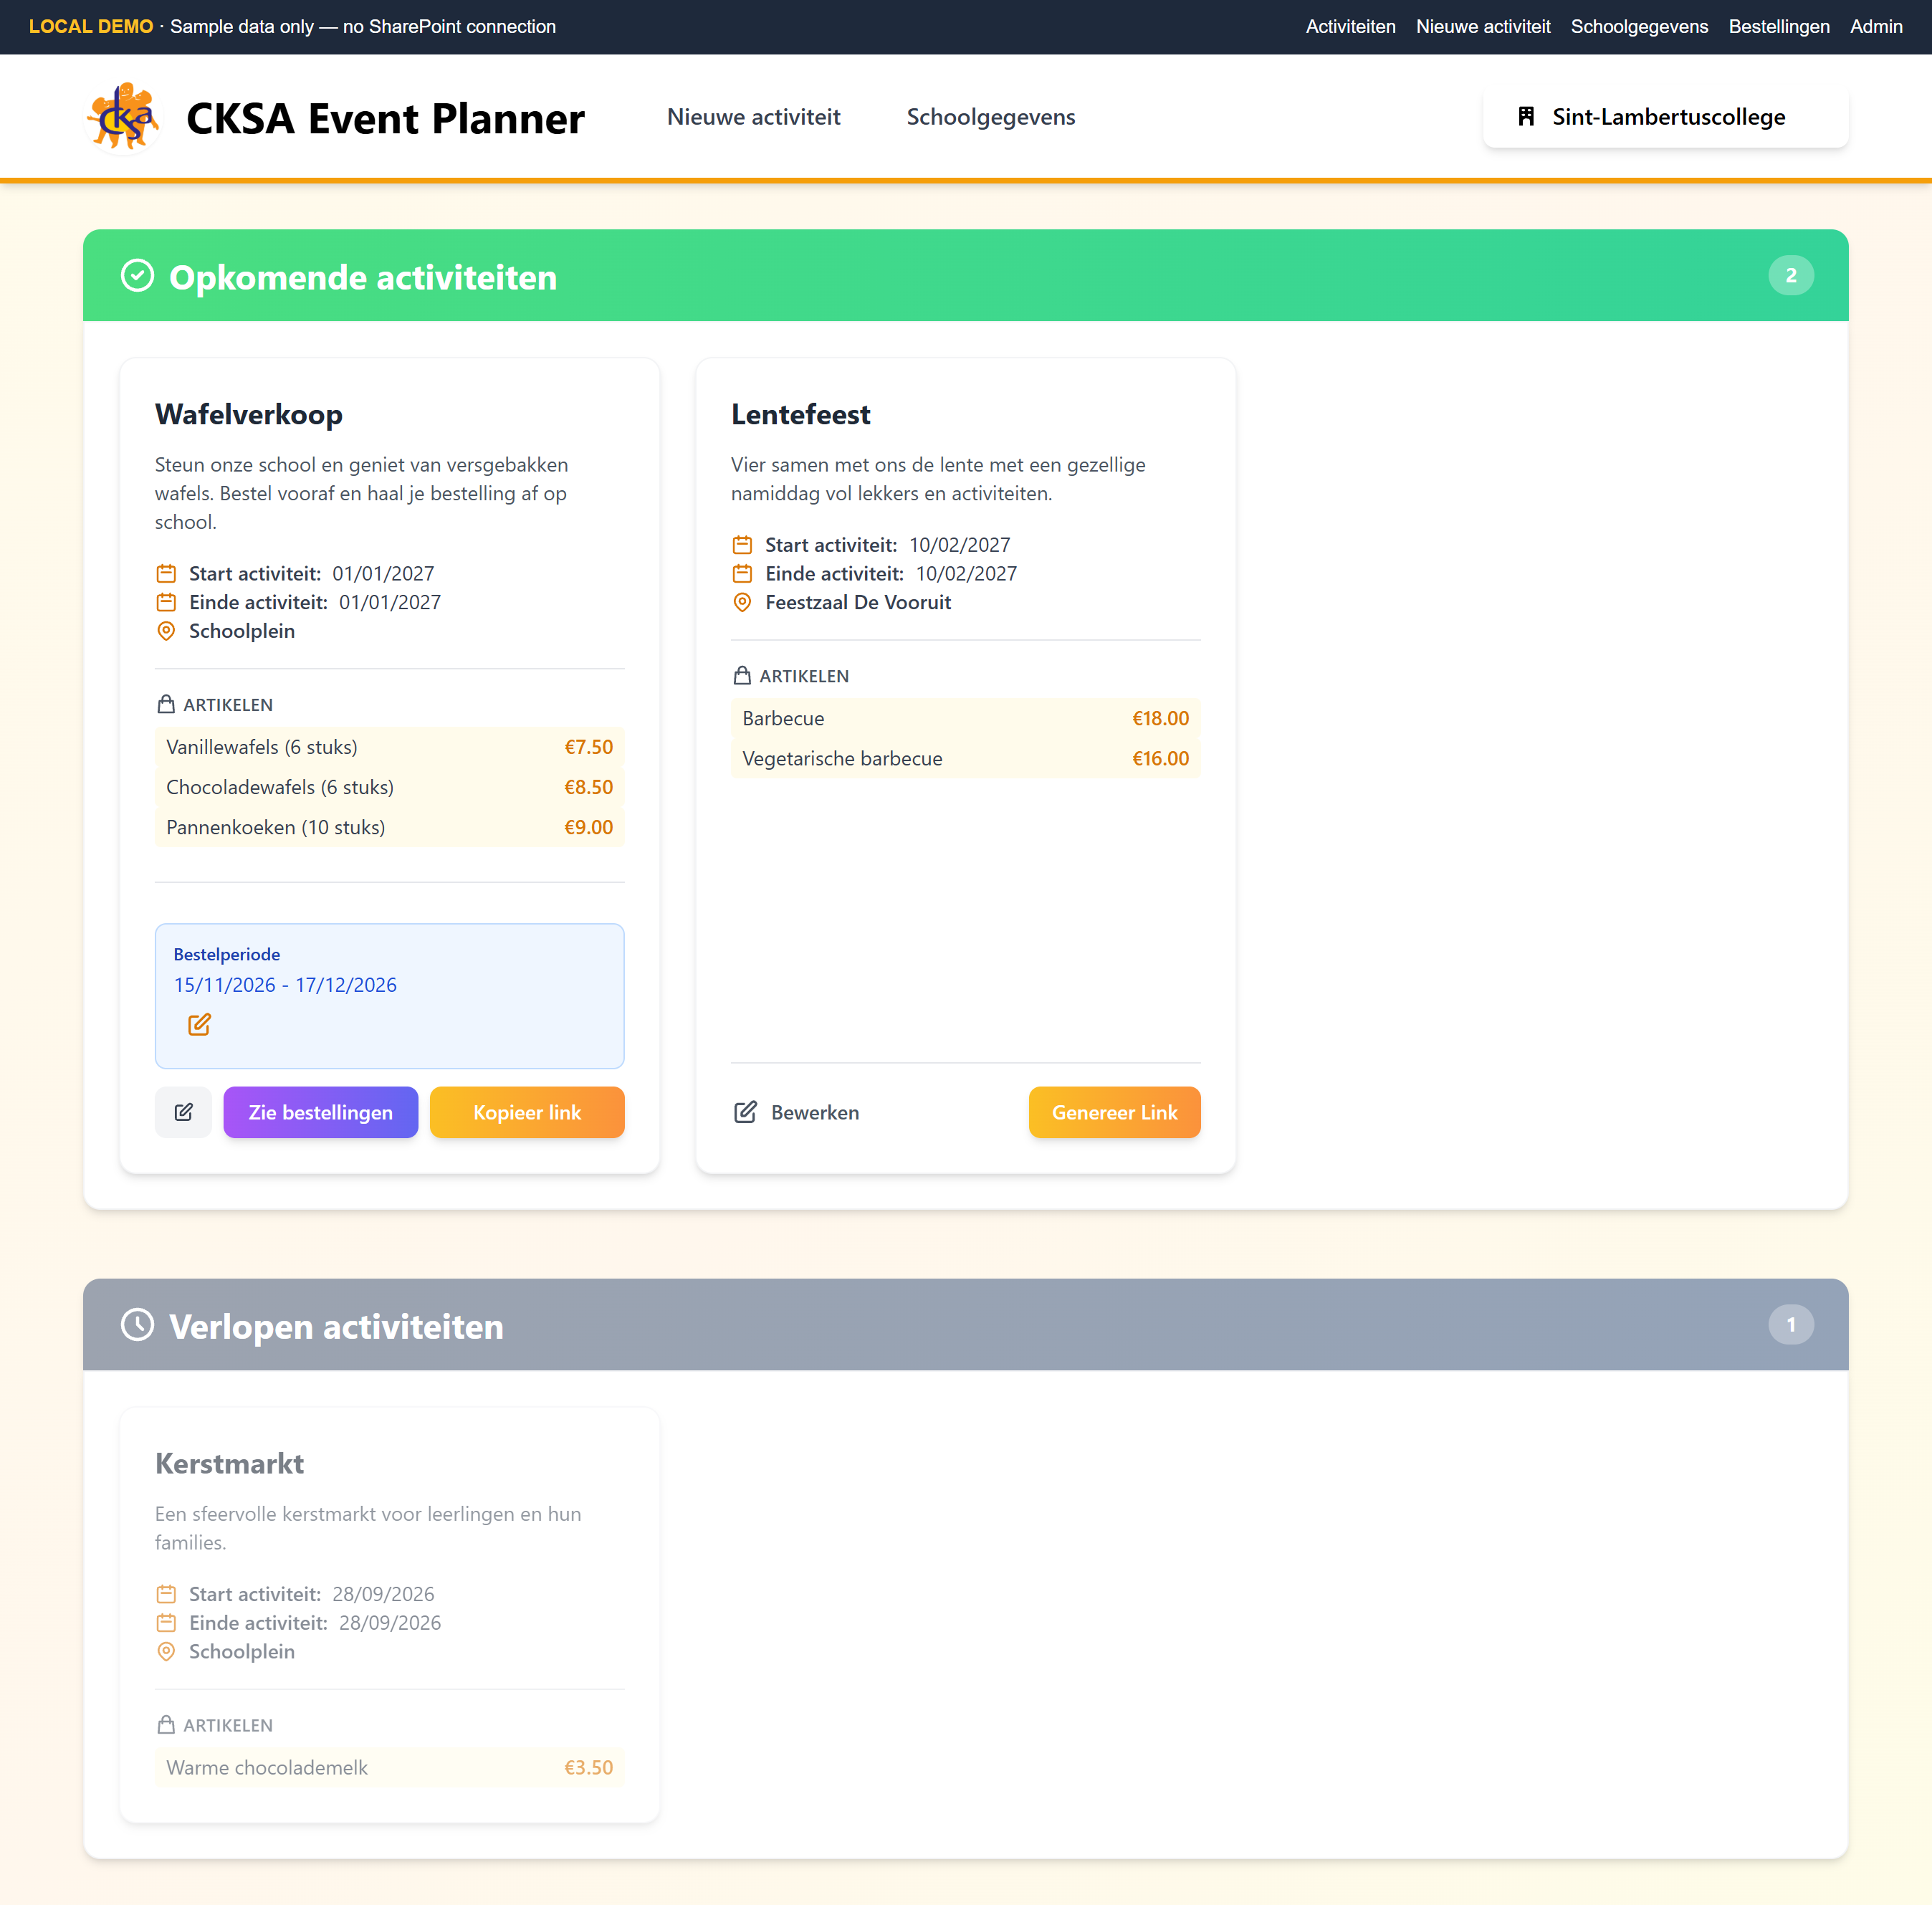 LOCAL DEMO · Sample data only — no SharePoint connection
Activiteiten Nieuwe activiteit Schoolgegevens Bestellingen Admin
cksa
CKSA Event Planner
Nieuwe activiteit
Schoolgegevens
Sint-Lambertuscollege
Opkomende activiteiten
2
Wafelverkoop
Steun onze school en geniet van versgebakken
wafels. Bestel vooraf en haal je bestelling af op
school.
Start activiteit: 01/01/2027
Einde activiteit: 01/01/2027
Schoolplein
ARTIKELEN
Vanillewafels (6 stuks) €7.50
Chocoladewafels (6 stuks) €8.50
Pannenkoeken (10 stuks) €9.00
Bestelperiode
15/11/2026 - 17/12/2026
Zie bestellingen
Kopieer link
Lentefeest
Vier samen met ons de lente met een gezellige
namiddag vol lekkers en activiteiten.
Start activiteit: 10/02/2027
Einde activiteit: 10/02/2027
Feestzaal De Vooruit
ARTIKELEN
Barbecue €18.00
Vegetarische barbecue €16.00
Bewerken
Genereer Link
Verlopen activiteiten
1
Kerstmarkt
Een sfeervolle kerstmarkt voor leerlingen en hun
families.
Start activiteit: 28/09/2026
Einde activiteit: 28/09/2026
Schoolplein
ARTIKELEN
Warme chocolademelk €3.50